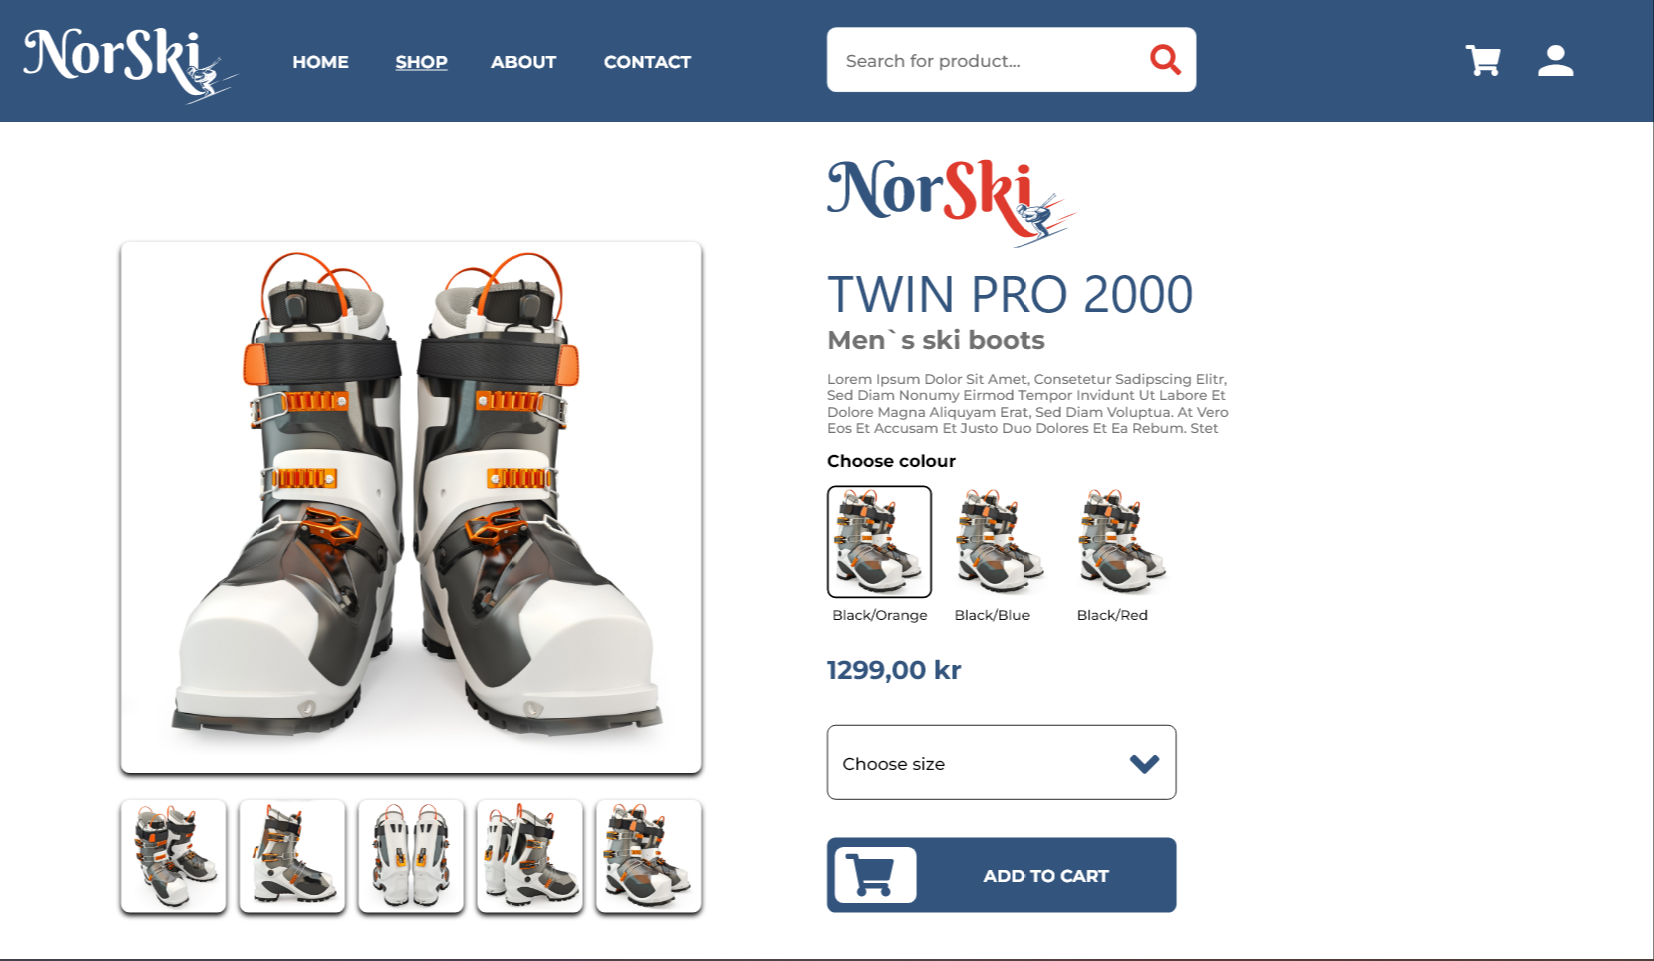 NorSki
HOME SHOP ABOUT CONTACT
Search for product...
NorSki
TWIN PRO 2000
Men`s ski boots
Lorem Ipsum Dolor Sit Amet, Consetetur Sadipscing Elitr,
Sed Diam Nonumy Eirmod Tempor Invidunt Ut Labore Et
Dolore Magna Aliquyam Erat, Sed Diam Voluptua. At Vero
Eos Et Accusam Et Justo Duo Dolores Et Ea Rebum. Stet
Choose colour
Black/Orange Black/Blue Black/Red
1299,00 kr
Choose size
ADD TO CART